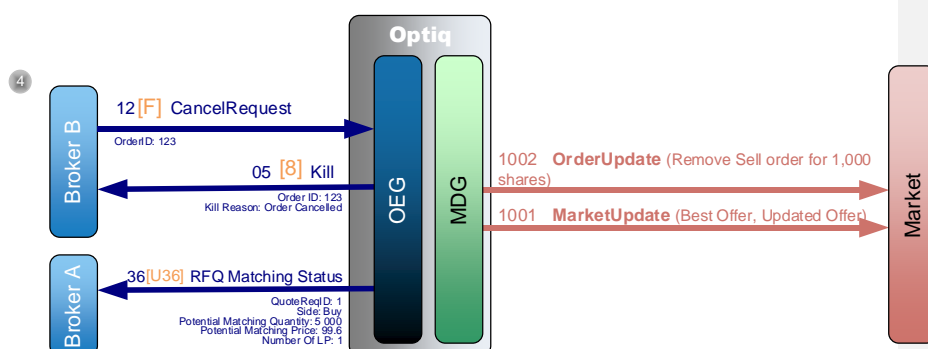 Optiq
4
12 [F] CancelRequest
OrderID: 123
Broker B
05 [8] Kill
Order ID: 123
Kill Reason: Order Cancelled
OEG
MDG
1002 OrderUpdate (Remove Sell order for 1,000
shares)
1001 MarketUpdate (Best Offer, Updated Offer)
Market
Broker A
36[U36] RFQ Matching Status
QuoteReqID: 1
Side: Buy
Potential Matching Quantity: 5 000
Potential Matching Price: 99.6
Number Of LP: 1